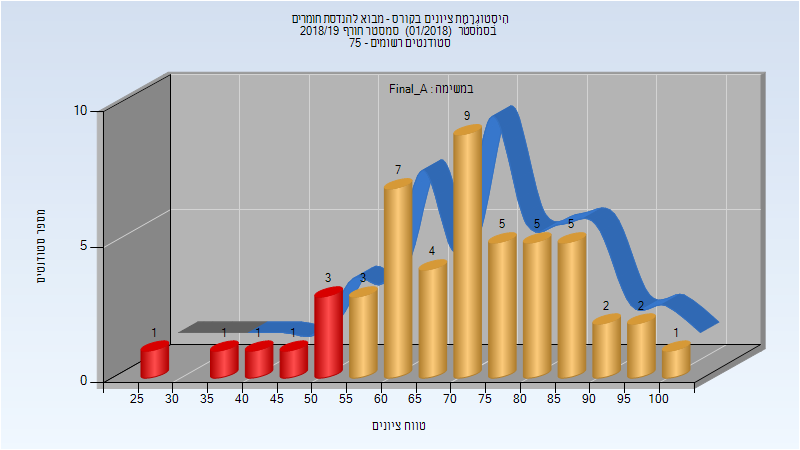 היסטוגרמת ציונים בקורס - מבוא להנדסת חומרים
בסמסטר (01/2018) סמסטר חורף 2018/19
סטודנטים רשומים - 75
במשימה : Final_A
מספר סטודנטים
10
5
0
1
1
1
1
3
3
7
4
9
5
5
5
2
2
1
25 30 35 40 45 50 55 60 65 70 75 80 85 90 95 100
טווח ציונים